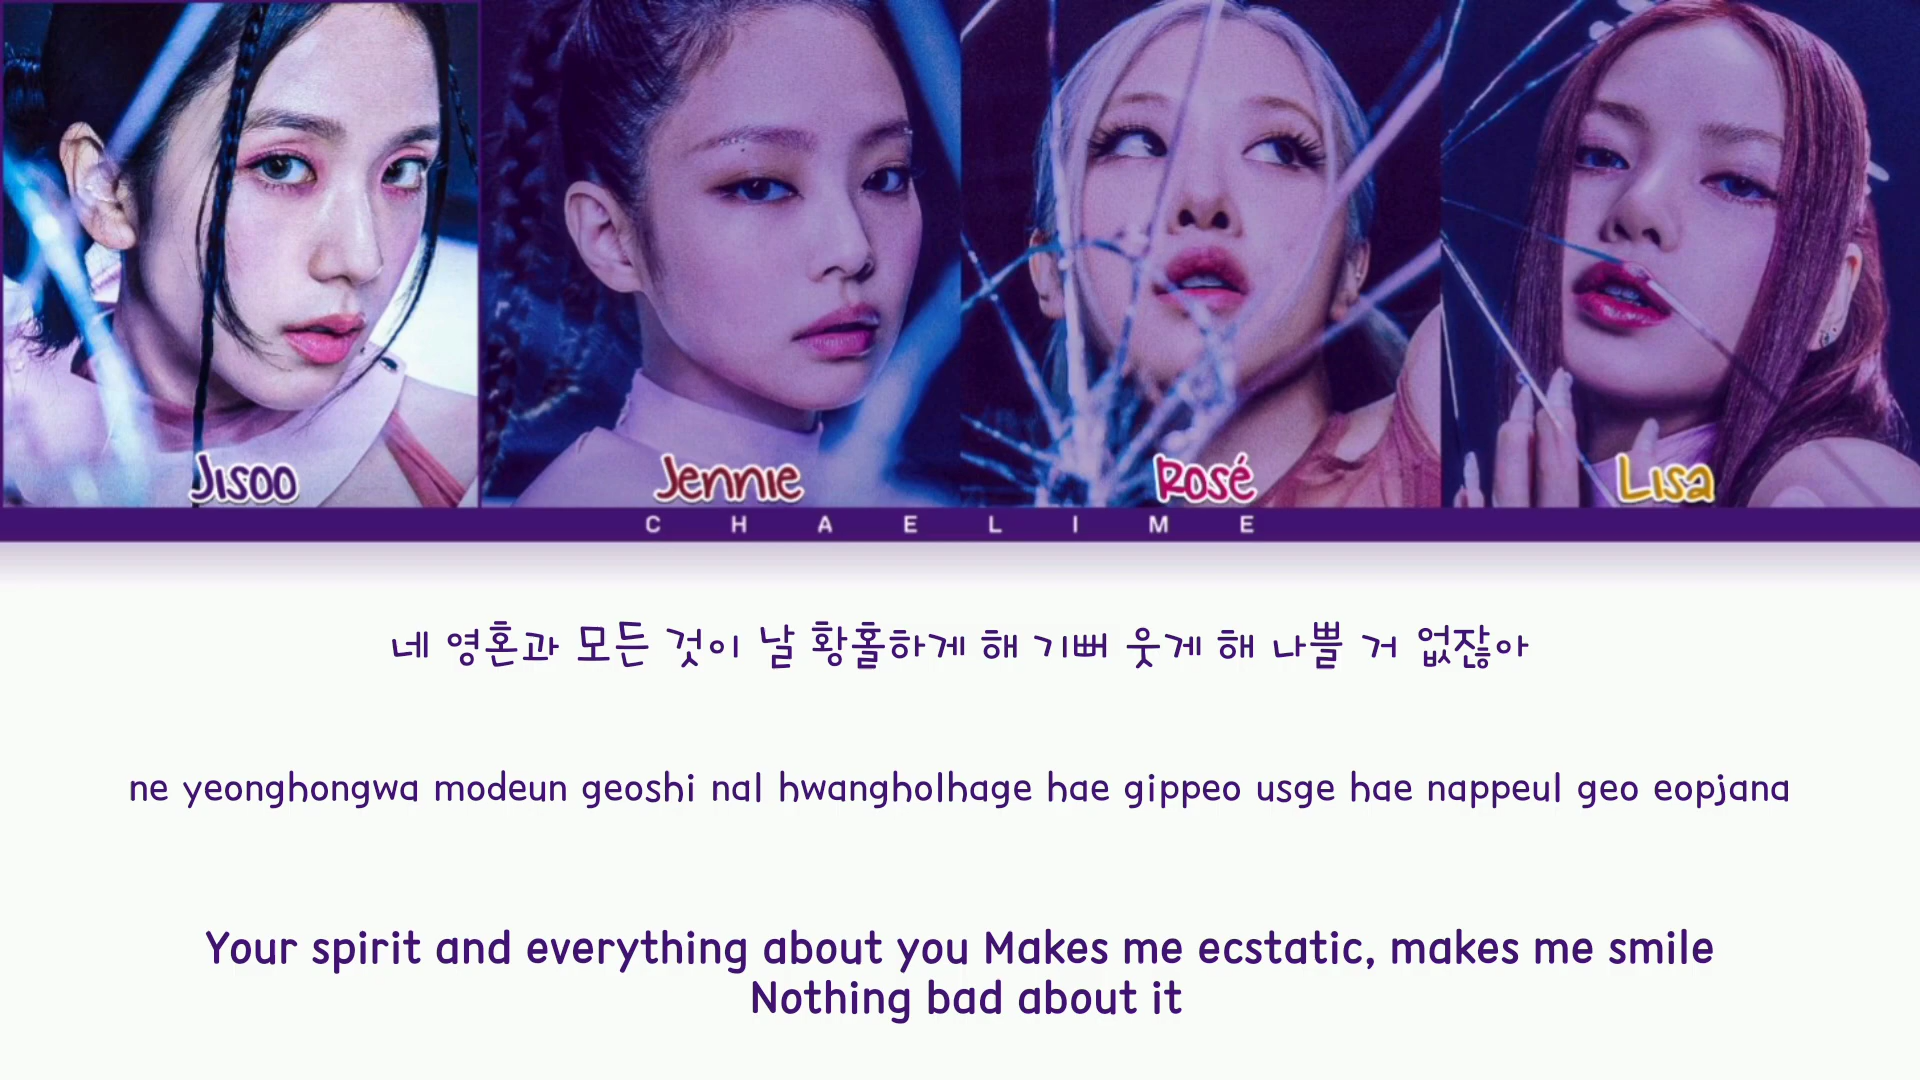 Jisoo
Jennie
Rosé
Lisa
CHAELIME
네 영혼과 모든 것이 날 황홀하게 해 기뻐 웃게 해 나쁠 거 없잖아
ne yeonghongwa modeun geoshi nal hwangholhage hae gippeo usge hae nappeul geo eopjana
Your spirit and everything about you Makes me ecstatic, makes me smile
Nothing bad about it